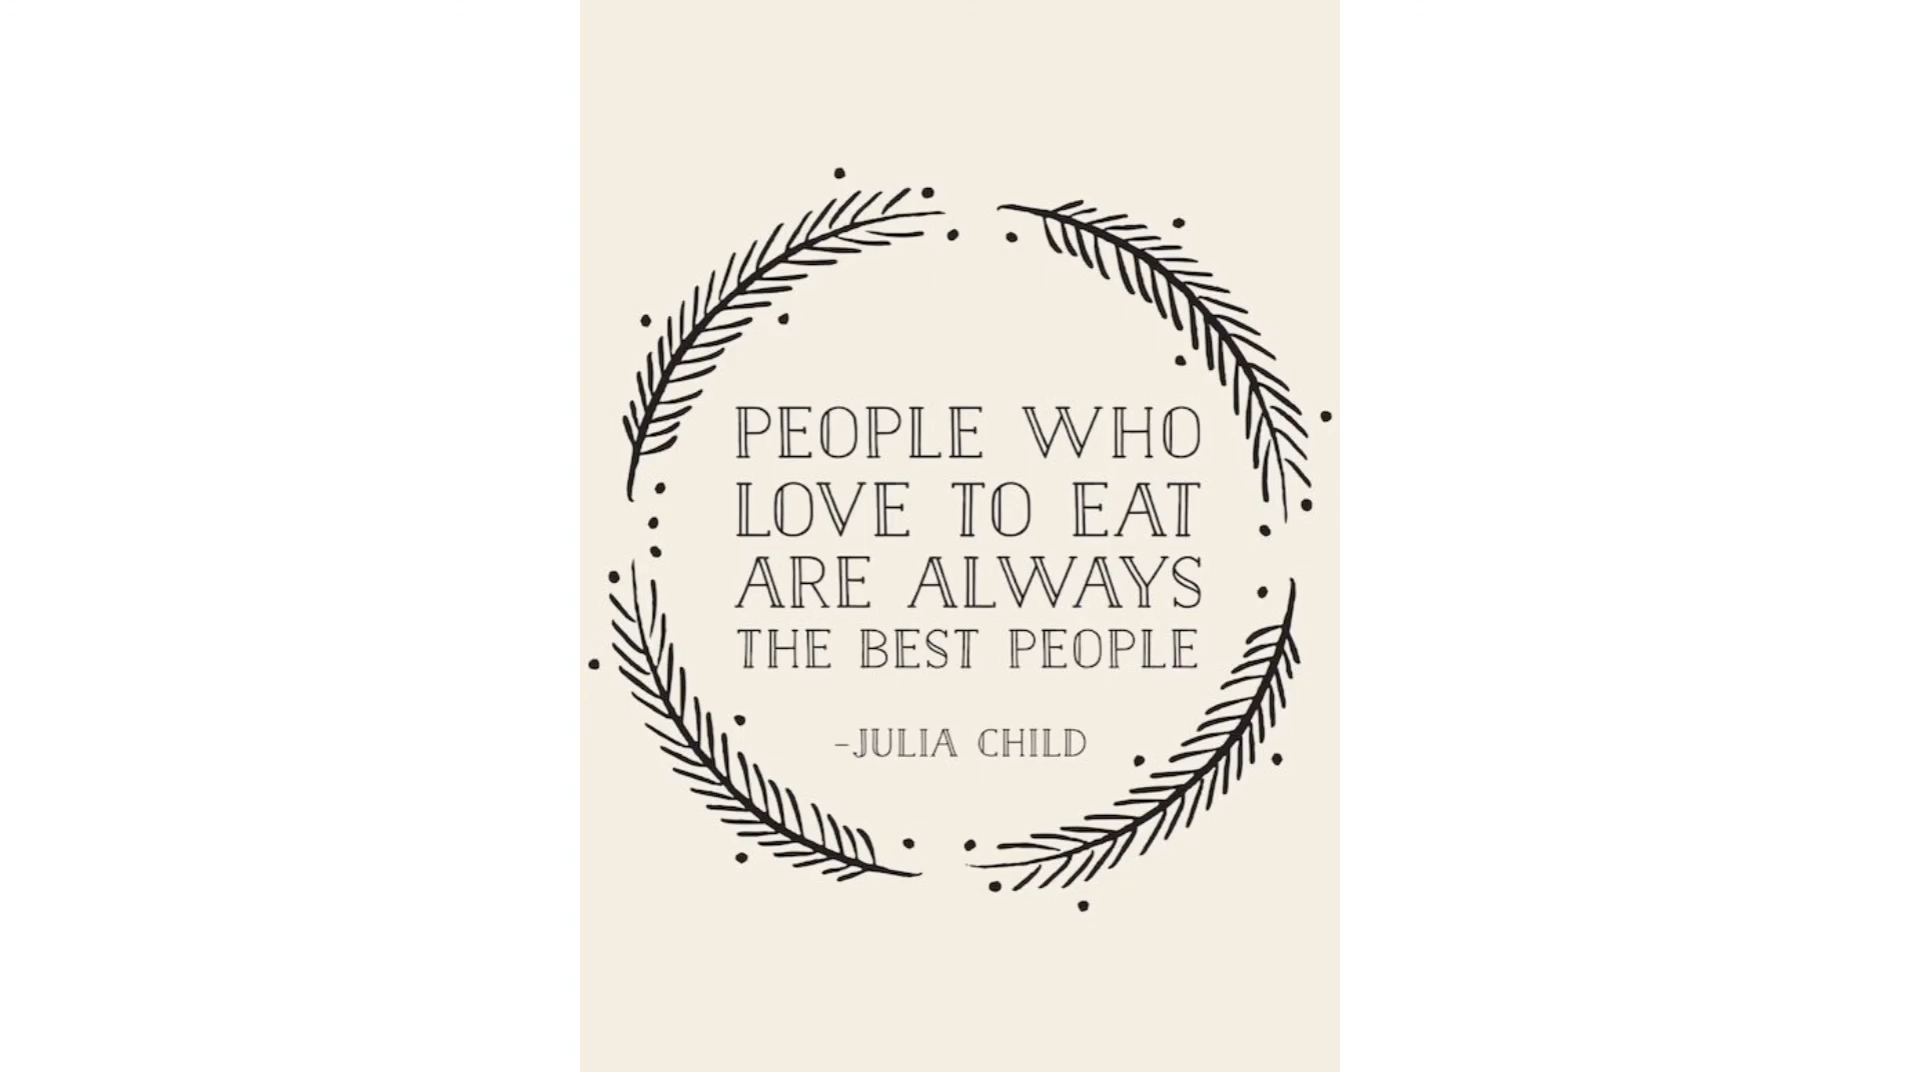 PEOPLE WHO
LOVE TO EAT
ARE ALWAYS
THE BEST PEOPLE
-JULIA CHILD